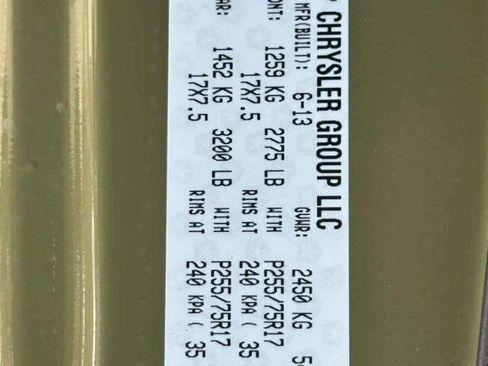 CHRYSLER GROUP LLC
MFR(BUILT): 6-13 GVWR: 2450 KG
1259 KG 2775 LB WITH P255/75R17
17X7.5 RIMS AT 240 KPA ( 35
1452 KG 3200 LB WITH P255/75R17
17X7.5 RIMS AT 240 KPA ( 35